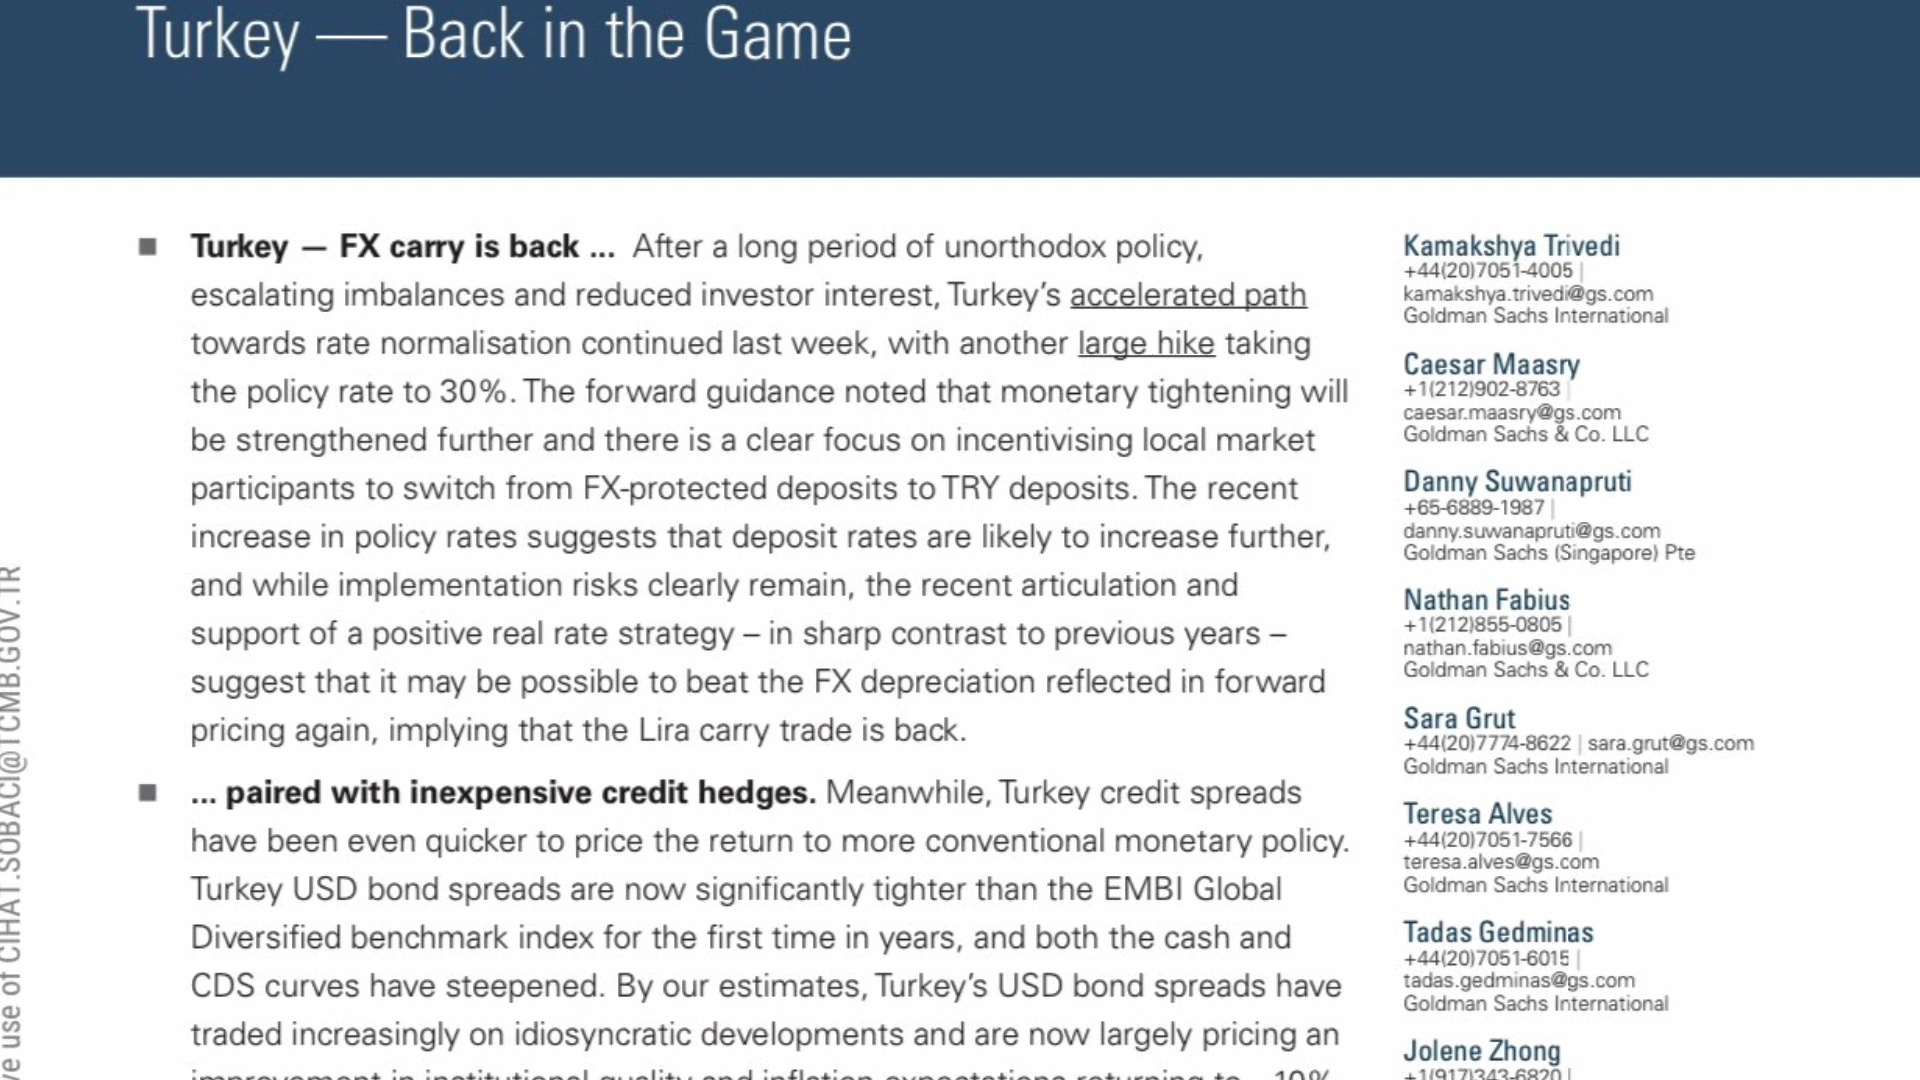 Turkey — Back in the Game
■ Turkey — FX carry is back ... After a long period of unorthodox policy,
escalating imbalances and reduced investor interest, Turkey's accelerated path
towards rate normalisation continued last week, with another large hike taking
the policy rate to 30%. The forward guidance noted that monetary tightening will
be strengthened further and there is a clear focus on incentivising local market
participants to switch from FX-protected deposits to TRY deposits. The recent
increase in policy rates suggests that deposit rates are likely to increase further,
and while implementation risks clearly remain, the recent articulation and
support of a positive real rate strategy – in sharp contrast to previous years –
suggest that it may be possible to beat the FX depreciation reflected in forward
pricing again, implying that the Lira carry trade is back.
■ ... paired with inexpensive credit hedges. Meanwhile, Turkey credit spreads
have been even quicker to price the return to more conventional monetary policy.
Turkey USD bond spreads are now significantly tighter than the EMBI Global
Diversified benchmark index for the first time in years, and both the cash and
CDS curves have steepened. By our estimates, Turkey's USD bond spreads have
traded increasingly on idiosyncratic developments and are now largely pricing an
improvement in institutional quality and inflation expectations returning to
Kamakshya Trivedi
+44(20)7051-4005 |
kamakshya.trivedi@gs.com
Goldman Sachs International
Caesar Maasry
+1(212)902-8763 |
caesar.maasry@gs.com
Goldman Sachs & Co. LLC
Danny Suwanapruti
+65-6889-1987 |
danny.suwanapruti@gs.com
Goldman Sachs (Singapore) Pte
Nathan Fabius
+1(212)855-0805 |
nathan.fabius@gs.com
Goldman Sachs & Co. LLC
Sara Grut
+44(20)7774-8622 | sara.grut@gs.com
Goldman Sachs International
Teresa Alves
+44(20)7051-7566 |
teresa.alves@gs.com
Goldman Sachs International
Tadas Gedminas
+44(20)7051-6015 |
tadas.gedminas@gs.com
Goldman Sachs International
Jolene Zhong
+1(917)343-6820 |
use of CIHAT.SOBACI@TCMB.GOV.TR